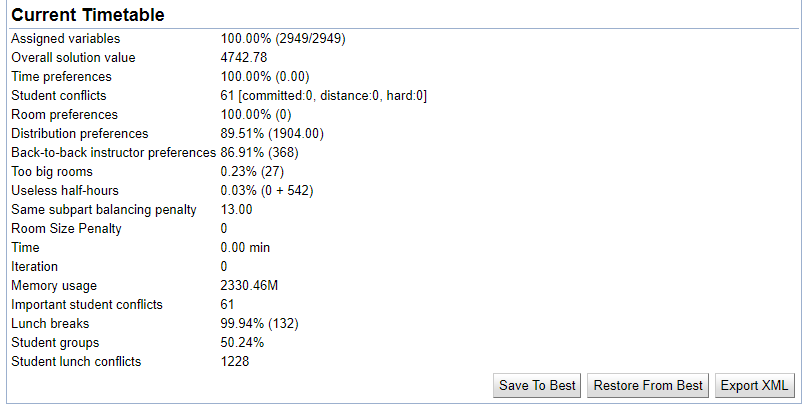 Current Timetable
Assigned variables 100.00% (2949/2949)
Overall solution value 4742.78
Time preferences 100.00% (0.00)
Student conflicts 61 [committed:0, distance:0, hard:0]
Room preferences 100.00% (0)
Distribution preferences 89.51% (1904.00)
Back-to-back instructor preferences 86.91% (368)
Too big rooms 0.23% (27)
Useless half-hours 0.03% (0 + 542)
Same subpart balancing penalty 13.00
Room Size Penalty 0
Time 0.00 min
Iteration 0
Memory usage 2330.46M
Important student conflicts 61
Lunch breaks 99.94% (132)
Student groups 50.24%
Student lunch conflicts 1228
Save To Best Restore From Best Export XML